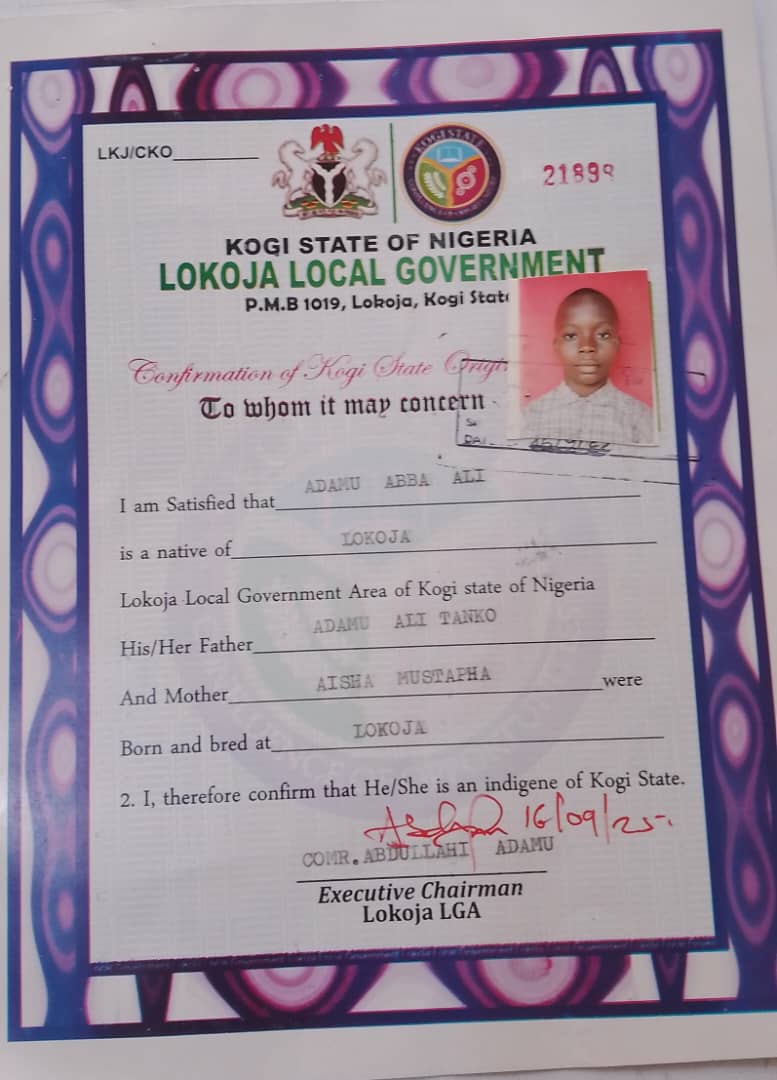 LKJ/CKO_________
KOGI STATE
21899
KOGI STATE OF NIGERIA
LOKOJA LOCAL GOVERNMENT
P.M.B 1019, Lokoja, Kogi State
Confirmation of Kogi State Origin
To whom it may concern
I am Satisfied that ADAMU ABBA ALI
is a native of LOKOJA
Lokoja Local Government Area of Kogi state of Nigeria
His/Her Father ADAMU ALI TANKO
And Mother AISHA MUSTAPHA were
Born and bred at LOKOJA
2. I, therefore confirm that He/She is an indigene of Kogi State.
16/09/25
COMR. ABDULLAHI ADAMU
Executive Chairman
Lokoja LGA